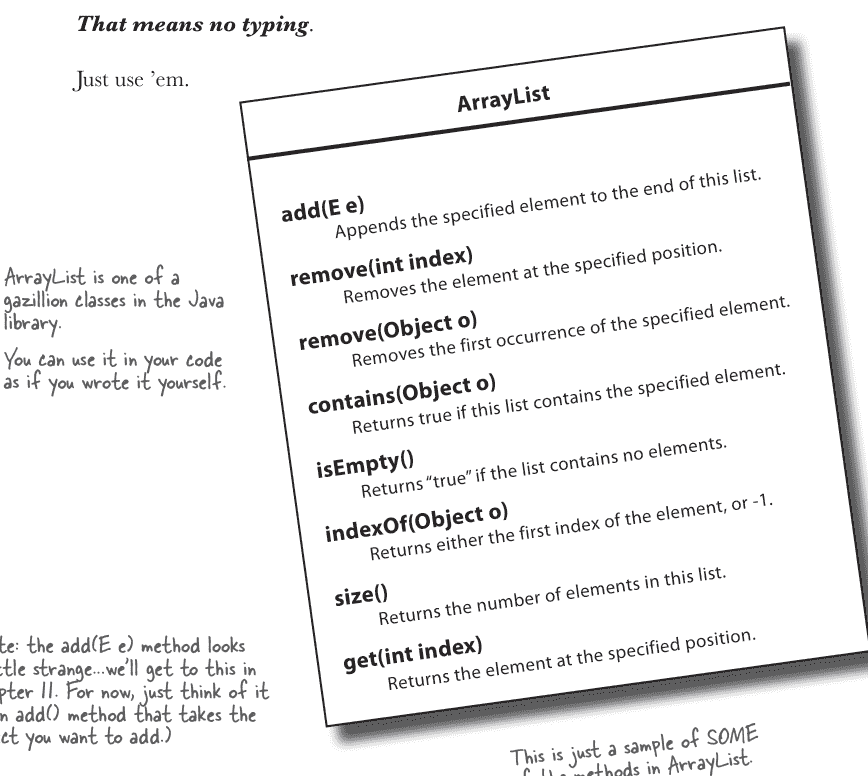 That means no typing.
Just use ’em.
ArrayList
add(E e)
Appends the specified element to the end of this list.
remove(int index)
Removes the element at the specified position.
remove(Object o)
Removes the first occurrence of the specified element.
contains(Object o)
Returns true if this list contains the specified element.
isEmpty()
Returns “true” if the list contains no elements.
indexOf(Object o)
Returns either the first index of the element, or -1.
size()
Returns the number of elements in this list.
get(int index)
Returns the element at the specified position.
ArrayList is one of a
gazillion classes in the Java
library.
You can use it in your code
as if you wrote it yourself.
the add(E e) method looks
strange...we'll get to this in
11. For now, just think of it
add() method that takes the
you want to add.)
This is just a sample of SOME
methods in ArrayList.